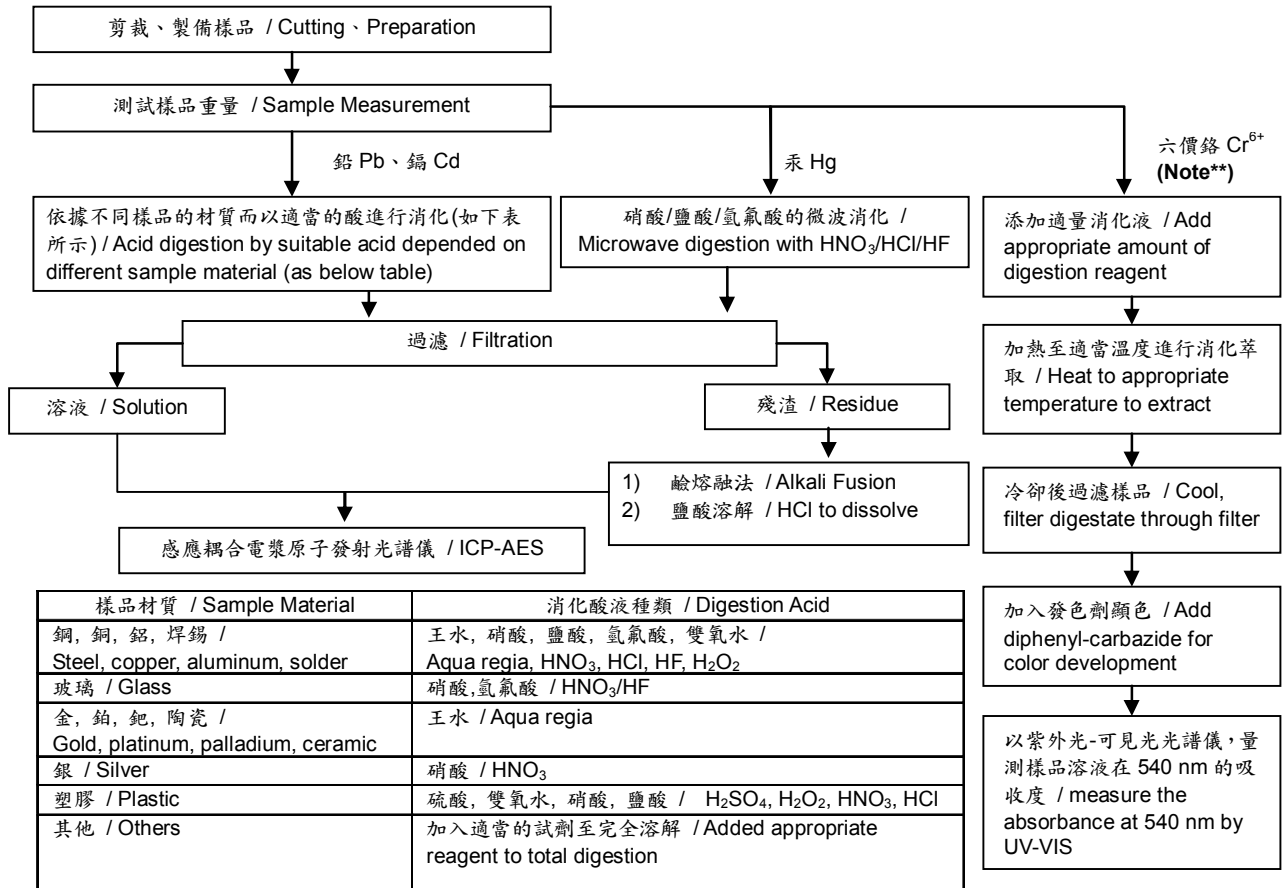 剪裁、製備樣品 / Cutting、Preparation
測試樣品重量 / Sample Measurement
鉛 Pb、鎘 Cd
汞 Hg
六價鉻 Cr6+
(Note**)
依據不同樣品的材質而以適當的酸進行消化(如下表
所示) / Acid digestion by suitable acid depended on
different sample material (as below table)
硝酸/鹽酸/氫氟酸的微波消化 /
Microwave digestion with HNO3/HCl/HF
添加適量消化液 / Add
appropriate amount of
digestion reagent
過濾 / Filtration
加熱至適當溫度進行消化萃
取 / Heat to appropriate
temperature to extract
溶液 / Solution
殘渣 / Residue
1) 鹼熔融法 / Alkali Fusion
2) 鹽酸溶解 / HCl to dissolve
冷卻後過濾樣品 / Cool,
filter digestate through filter
感應耦合電漿原子發射光譜儀 / ICP-AES
樣品材質 / Sample Material
消化酸液種類 / Digestion Acid
鋼, 銅, 鋁, 焊錫 /
Steel, copper, aluminum, solder
王水, 硝酸, 鹽酸, 氫氟酸, 雙氧水 /
Aqua regia, HNO3, HCl, HF, H2O2
玻璃 / Glass
硝酸,氫氟酸 / HNO3/HF
金, 鉑, 鈀, 陶瓷 /
Gold, platinum, palladium, ceramic
王水 / Aqua regia
銀 / Silver
硝酸 / HNO3
塑膠 / Plastic
硫酸, 雙氧水, 硝酸, 鹽酸 / H2SO4, H2O2, HNO3, HCl
其他 / Others
加入適當的試劑至完全溶解 / Added appropriate
reagent to total digestion
加入發色劑顯色 / Add
diphenyl-carbazide for
color development
以紫外光-可見光光譜儀，量
測樣品溶液在 540 nm 的吸
收度 / measure the
absorbance at 540 nm by
UV-VIS